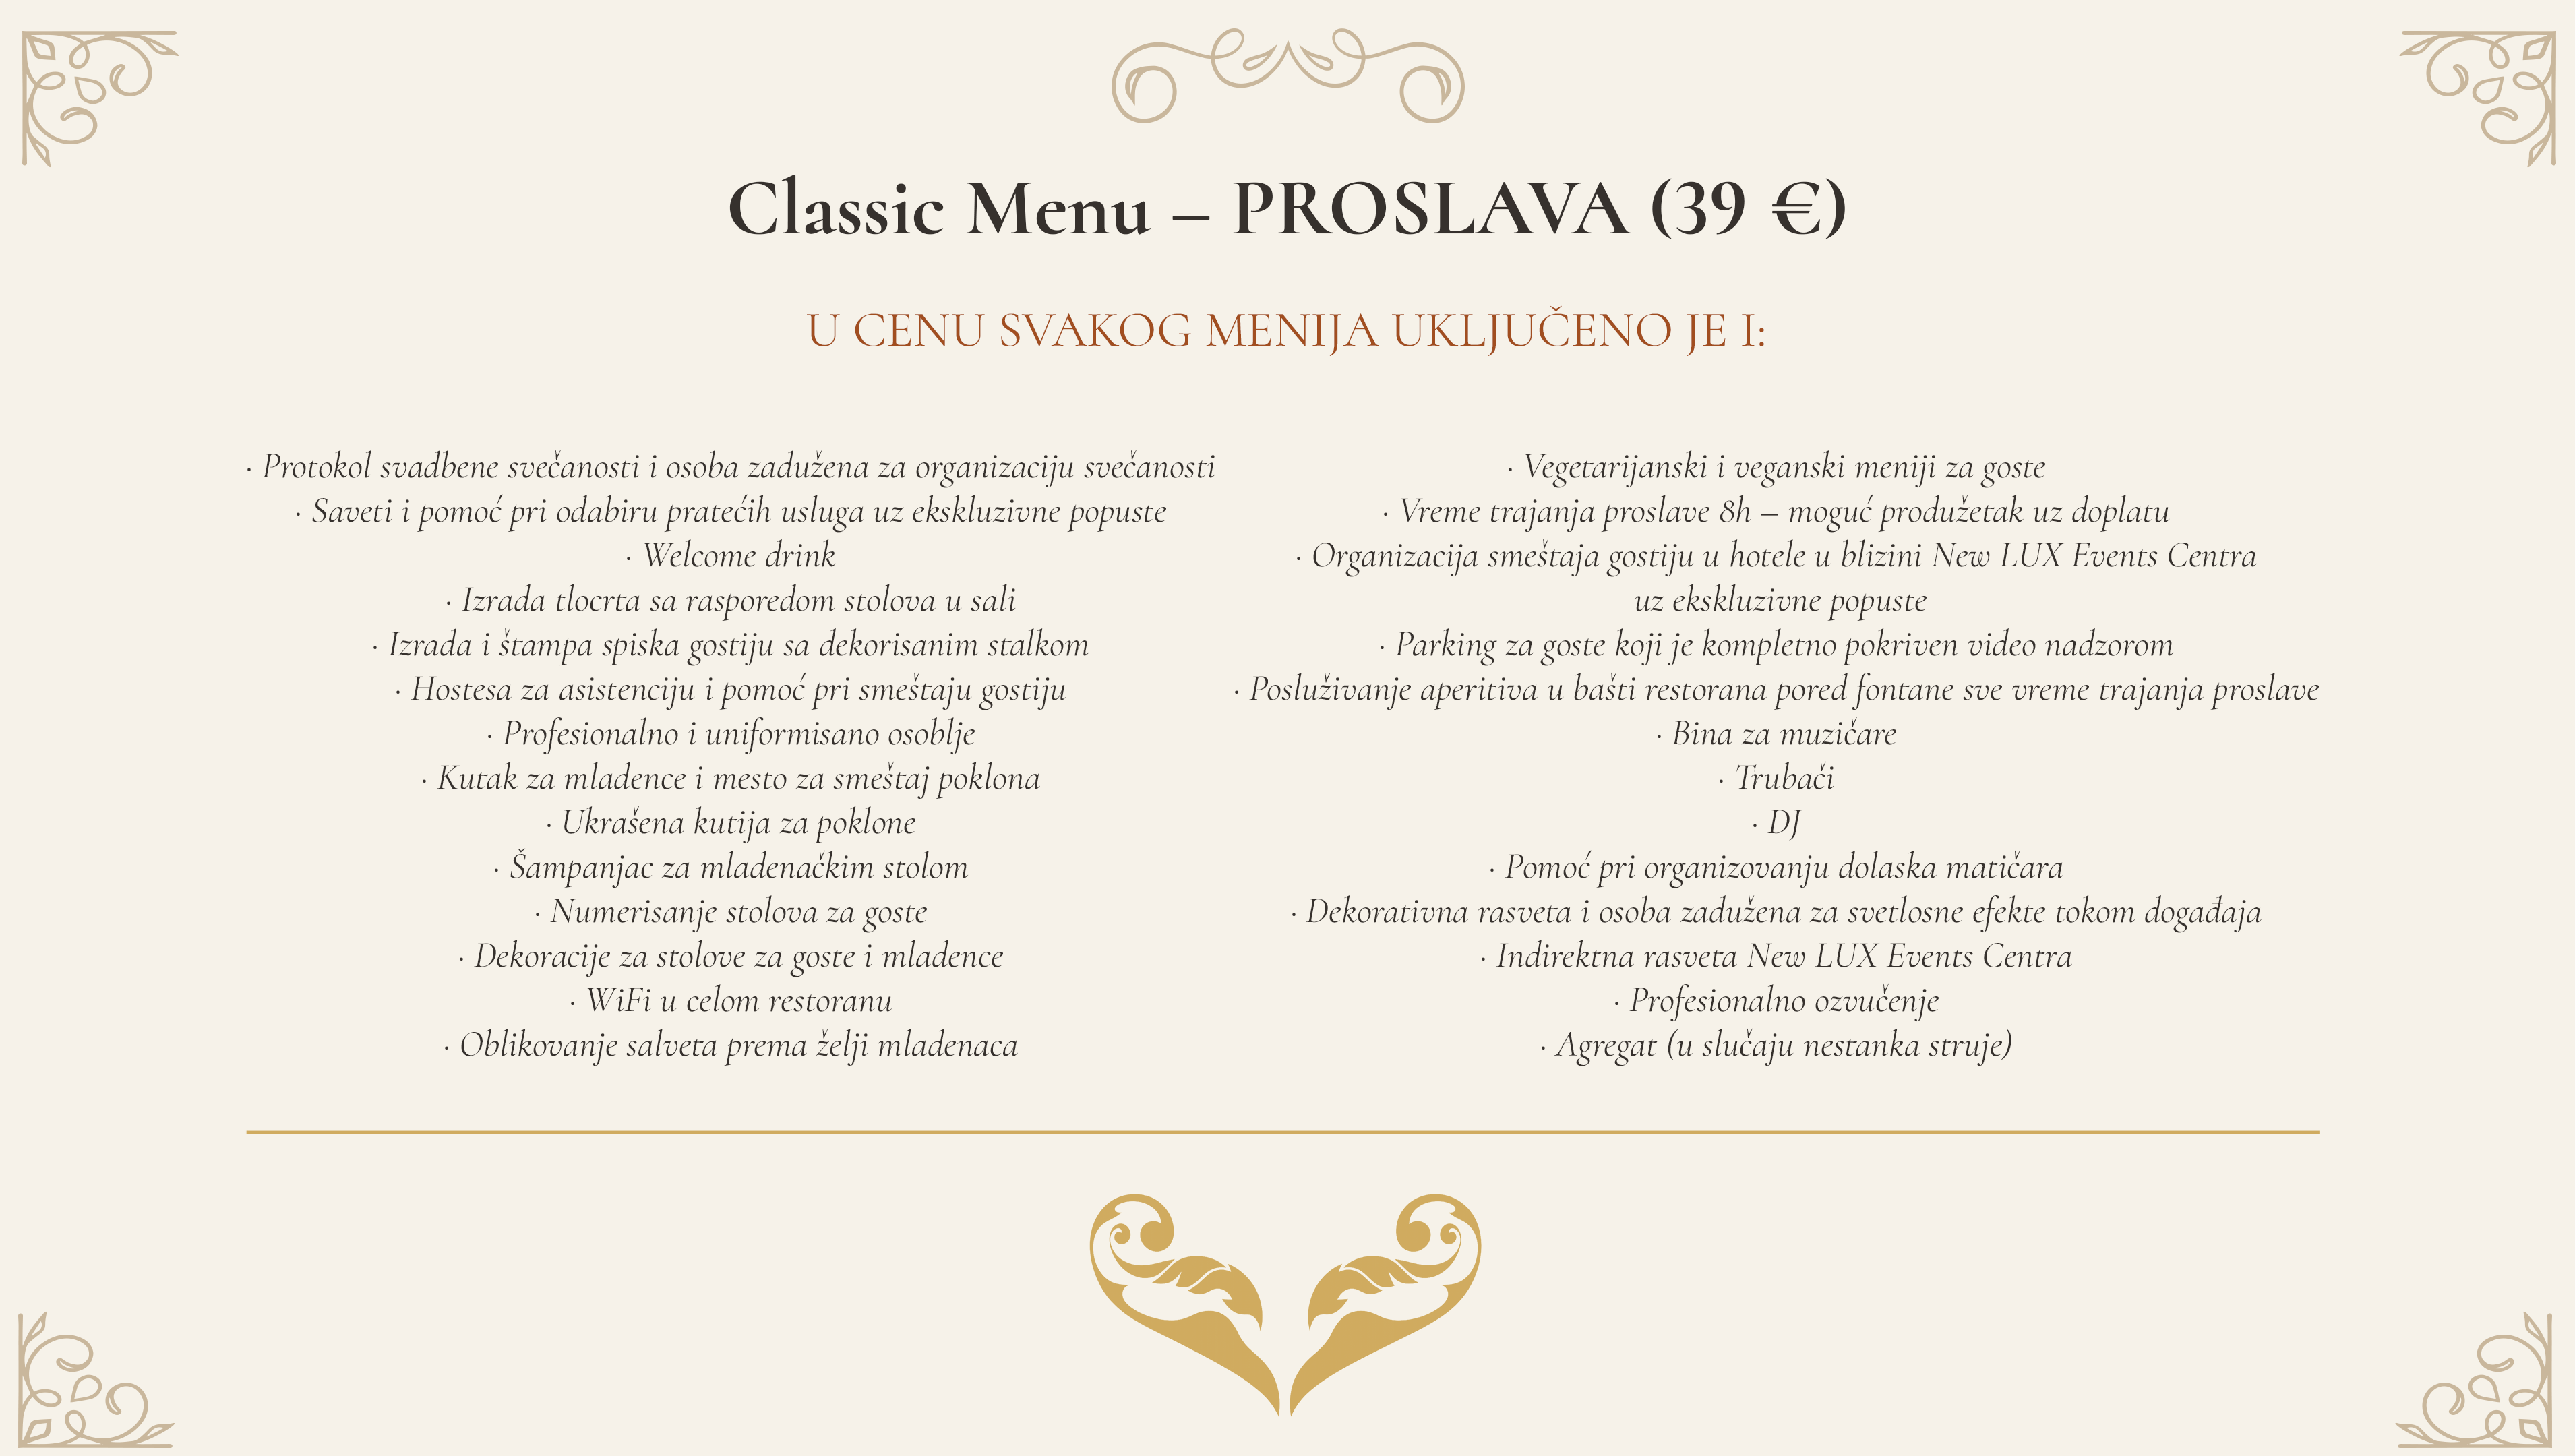 Classic Menu – PROSLAVA (39 €)
U CENU SVAKOG MENIJA UKLJUČENO JE I:
· Protokol svadbene svečanosti i osoba zadužena za organizaciju svečanosti
· Saveti i pomoć pri odabiru pratećih usluga uz ekskluzivne popuste
· Welcome drink
· Izrada tlocrta sa rasporedom stolova u sali
· Izrada i štampa spiska gostiju sa dekorisanim stalkom
· Hostesa za asistenciju i pomoć pri smeštaju gostiju
· Profesionalno i uniformisano osoblje
· Kutak za mladence i mesto za smeštaj poklona
· Ukrašena kutija za poklone
· Šampanjac za mladenačkim stolom
· Numerisanje stolova za goste
· Dekoracije za stolove za goste i mladence
· WiFi u celom restoranu
· Oblikovanje salveta prema želji mladenaca
· Vegetarijanski i veganski meniji za goste
· Vreme trajanja proslave 8h – moguć produžetak uz doplatu
· Organizacija smeštaja gostiju u hotele u blizini New LUX Events Centra
uz ekskluzivne popuste
· Parking za goste koji je kompletno pokriven video nadzorom
· Posluživanje aperitiva u bašti restorana pored fontane sve vreme trajanja proslave
· Bina za muzičare
· Trubači
· DJ
· Pomoć pri organizovanju dolaska matičara
· Dekorativna rasveta i osoba zadužena za svetlosne efekte tokom događaja
· Indirektna rasveta New LUX Events Centra
· Profesionalno ozvučenje
· Agregat (u slučaju nestanka struje)